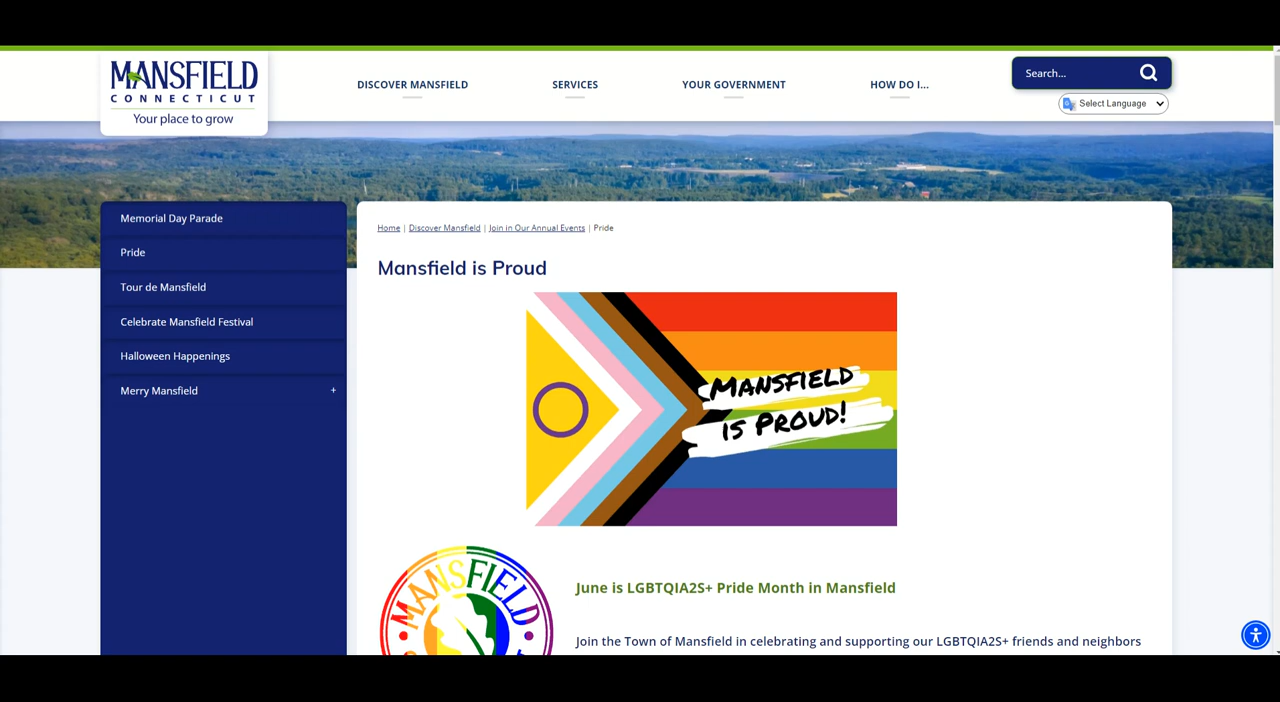 MANSFIELD
CONNECTICUT
Your place to grow
DISCOVER MANSFIELD
SERVICES
YOUR GOVERNMENT
HOW DO I...
Search...
Select Language
Memorial Day Parade
Pride
Tour de Mansfield
Celebrate Mansfield Festival
Halloween Happenings
Merry Mansfield +
Home | Discover Mansfield | Join in Our Annual Events | Pride
Mansfield is Proud
MANSFIELD
IS PROUD!
MANSFIELD
June is LGBTQIA2S+ Pride Month in Mansfield
Join the Town of Mansfield in celebrating and supporting our LGBTQIA2S+ friends and neighbors